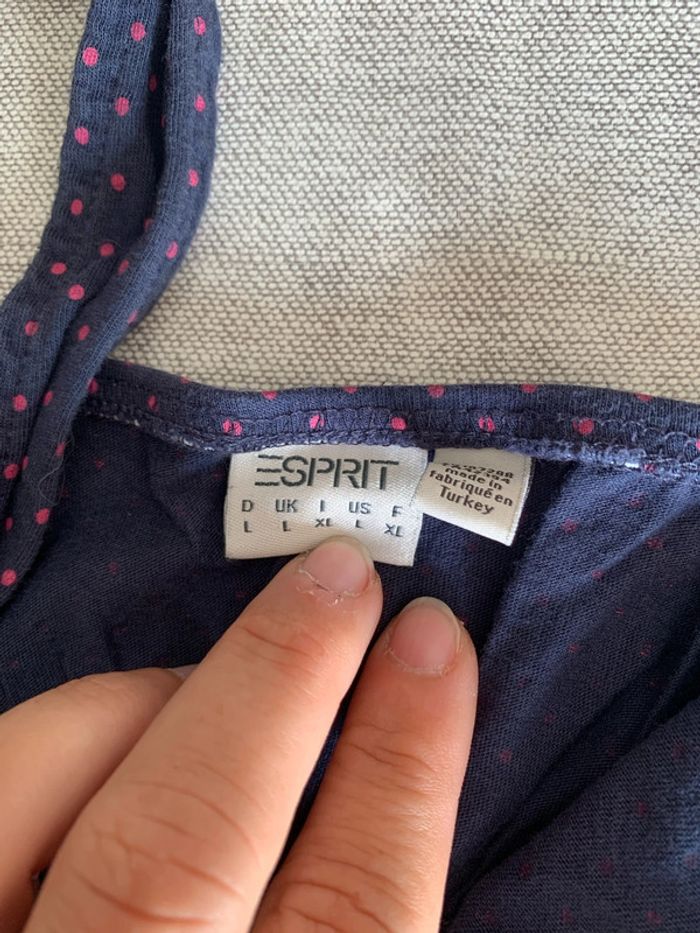 ESPRIT
D UK I US F
L L XL L XL
made in
fabriqué en
Turkey